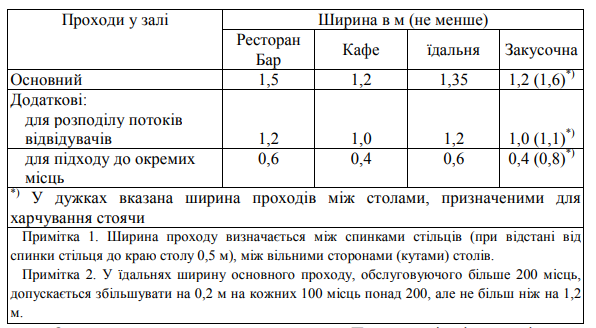 Проходи у залі Ширина в м (не менше)
Ресторан Бар Кафе їдальня Закусочна
Основний 1,5 1,2 1,35 1,2 (1,6)*)
Додаткові:
для розподілу потоків
відвідувачів 1,2 1,0 1,2 1,0 (1,1)*)
для підходу до окремих 0,6 0,4 0,6 0,4 (0,8)*)
місць
*) У дужках вказана ширина проходів між столами, призначеними для
харчування стоячи
Примітка 1. Ширина проходу визначається між спинками стільців (при відстані від
спинки стільця до краю столу 0,5 м), між вільними сторонами (кутами) столів.
Примітка 2. У їдальнях ширину основного проходу, обслуговуючого більше 200 місць,
допускається збільшувати на 0,2 м на кожних 100 місць понад 200, але не більш ніж на 1,2
м.